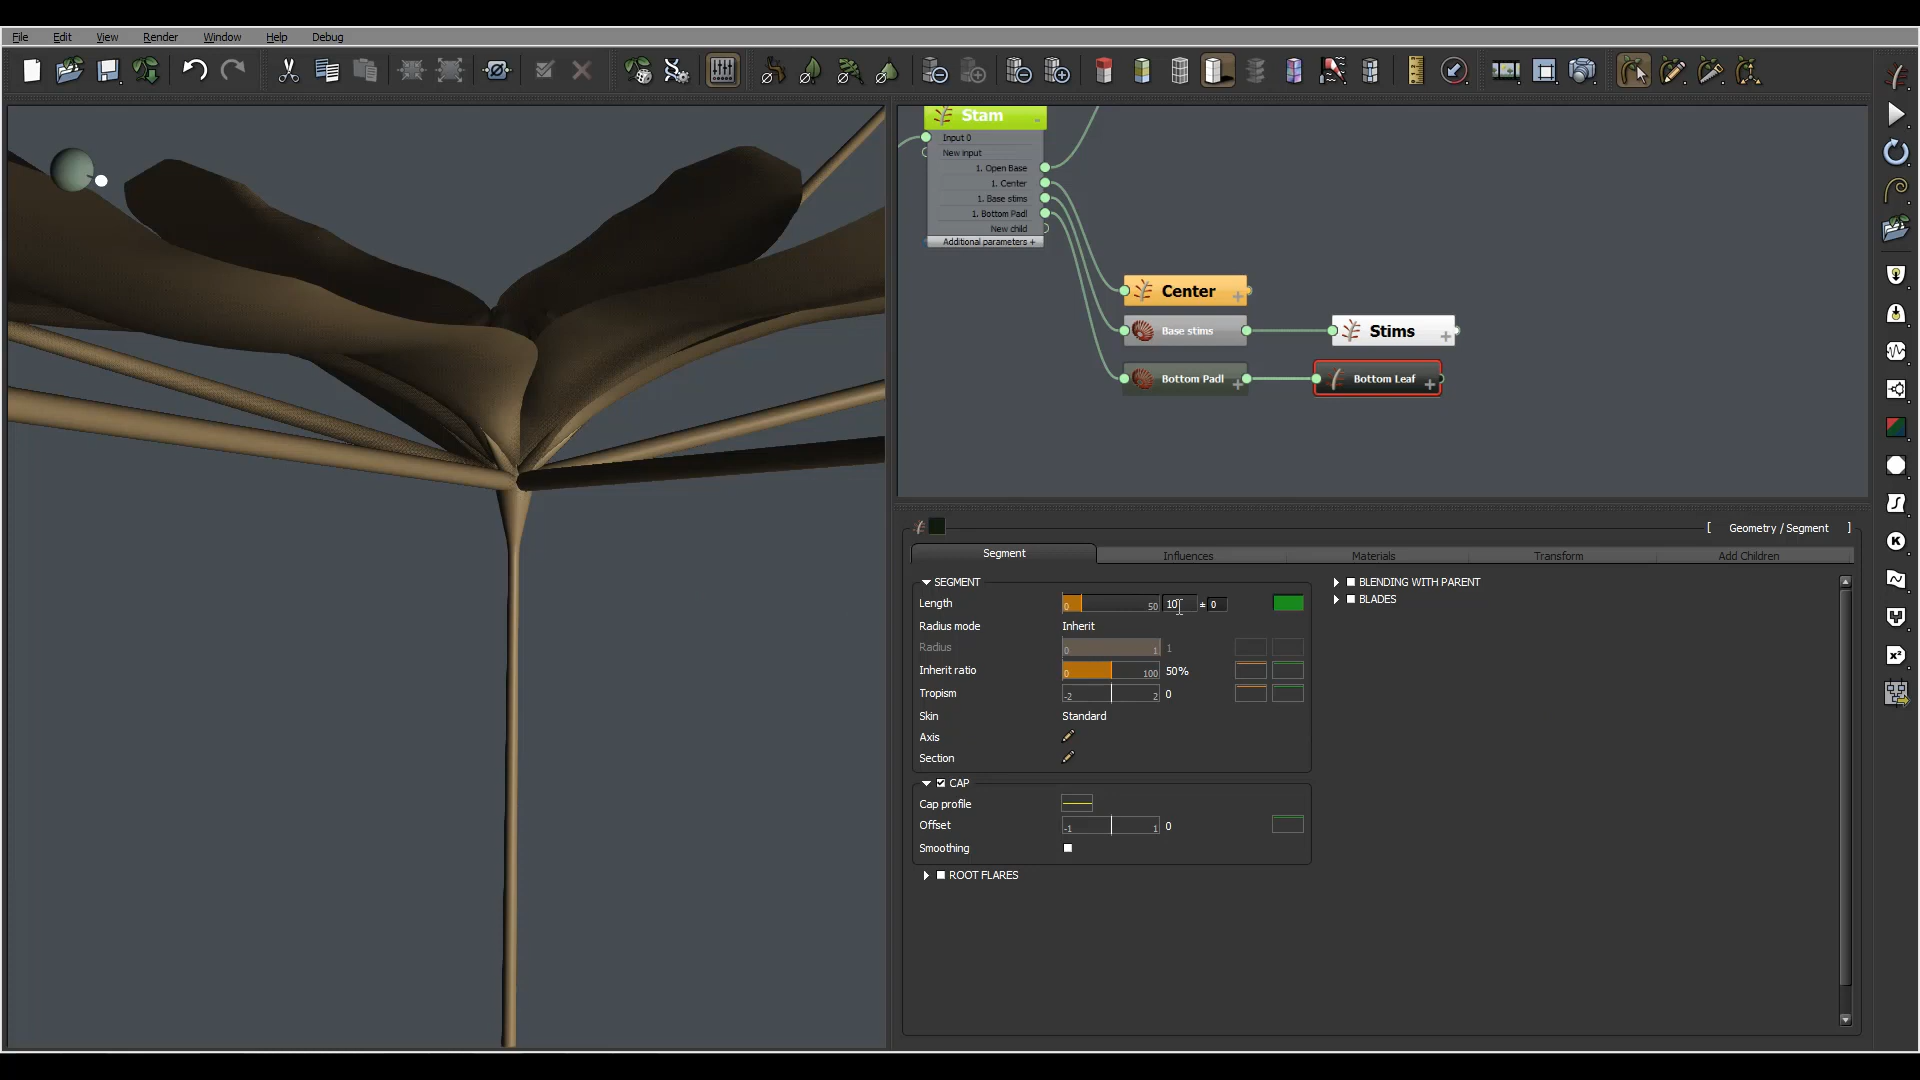 File Edit View Render Window Help Debug
Stam
Input 0
New input
1. Open Base
1. Center
1. Base stims
1. Bottom Padl
New child
Additional parameters +
Center
Base stims
Stims
Bottom Padl
Bottom Leaf
[ Geometry / Segment ]
Segment Influences Materials Transform Add Children
SEGMENT
Length 0 50 10 ± 0
Radius mode Inherit
Radius 0 1 1
Inherit ratio 0 100 50%
Tropism -2 2 0
Skin Standard
Axis
Section
CAP
Cap profile
Offset -1 1 0
Smoothing
ROOT FLARES
BLENDING WITH PARENT
BLADES
K
x²